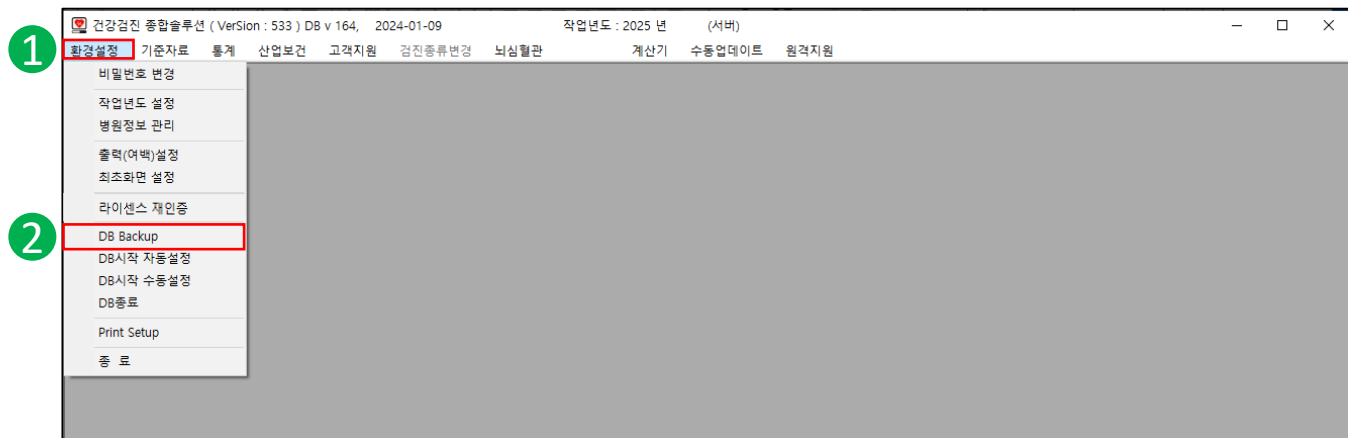 건강검진 종합솔루션 ( VerSion : 533 ) DB v 164, 2024-01-09 작업년도 : 2025 년 (서버)
1
환경설정 기준자료 통계 산업보건 고객지원 검진종류변경 뇌심혈관 계산기 수동업데이트 원격지원
비밀번호 변경
작업년도 설정
병원정보 관리
출력(여백)설정
최초화면 설정
라이센스 재인증
2
DB Backup
DB시작 자동설정
DB시작 수동설정
DB종료
Print Setup
종 료